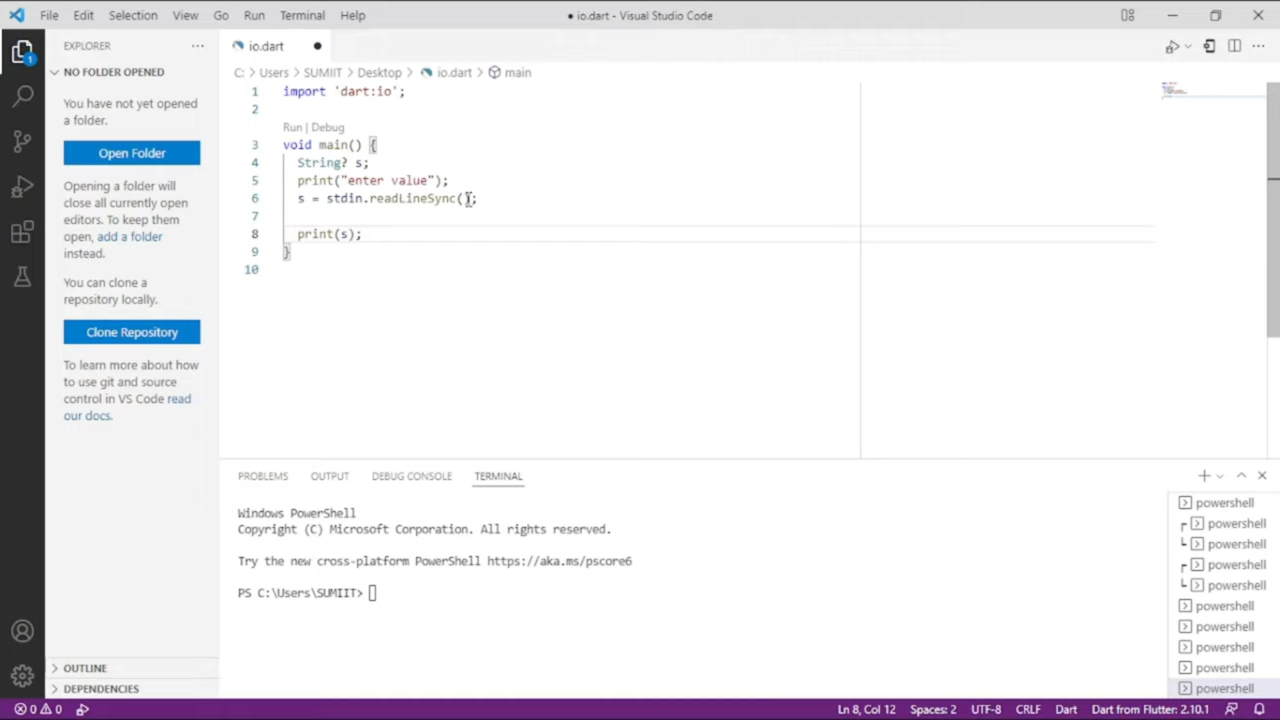 File Edit Selection View Go Run Terminal Help
● io.dart - Visual Studio Code
1
EXPLORER
NO FOLDER OPENED
You have not yet opened
a folder.
Open Folder
Opening a folder will
close all currently open
editors. To keep them
open, add a folder
instead.
You can clone a
repository locally.
Clone Repository
To learn more about how
to use git and source
control in VS Code read
our docs.
OUTLINE
DEPENDENCIES
io.dart ●
C: > Users > SUMIIT > Desktop > io.dart > main
1 import 'dart:io';
2
Run | Debug
3 void main() {
4 String? s;
5 print("enter value");
6 s = stdin.readLineSync();
7
8 print(s);
9 }
10
PROBLEMS OUTPUT DEBUG CONSOLE TERMINAL
Windows PowerShell
Copyright (C) Microsoft Corporation. All rights reserved.
Try the new cross-platform PowerShell https://aka.ms/pscore6
PS C:\Users\SUMIIT>
powershell
powershell
powershell
powershell
powershell
powershell
powershell
powershell
powershell
powershell
0 0 Ln 8, Col 12 Spaces: 2 UTF-8 CRLF Dart Dart from Flutter: 2.10.1